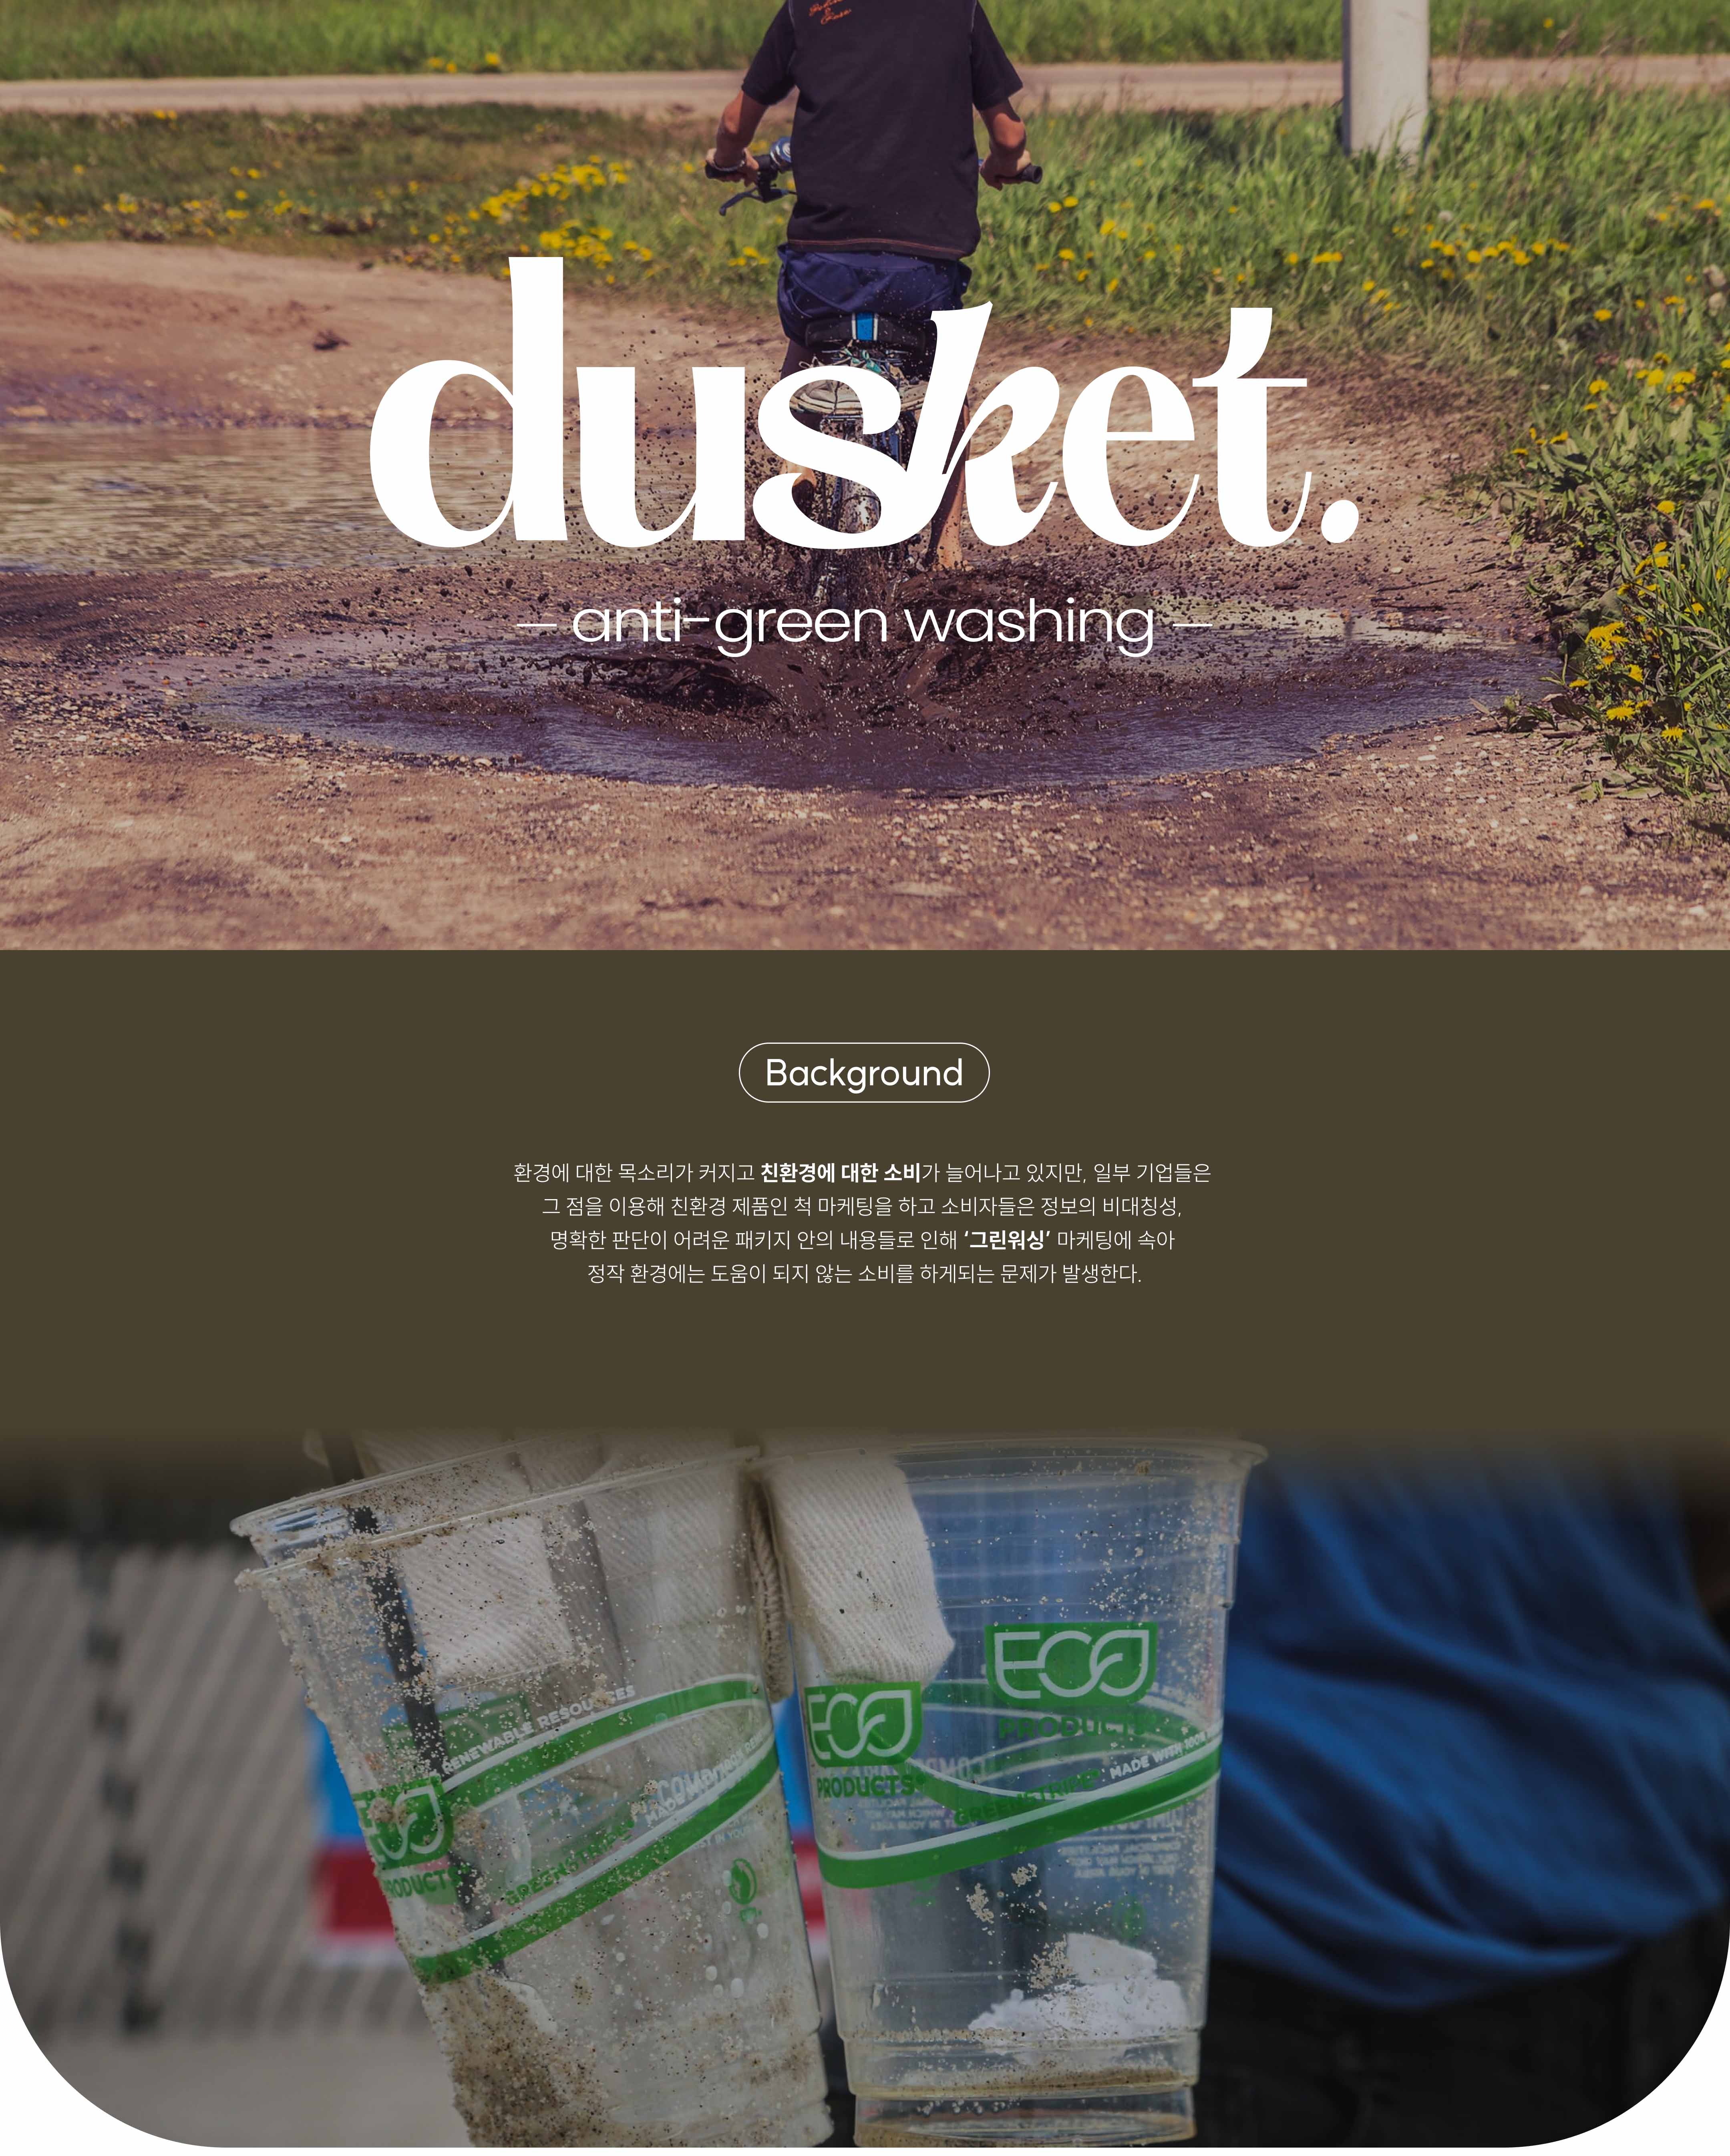 dusket.
— anti-green washing —
Background
환경에 대한 목소리가 커지고 친환경에 대한 소비가 늘어나고 있지만, 일부 기업들은
그 점을 이용해 친환경 제품인 척 마케팅을 하고 소비자들은 정보의 비대칭성,
명확한 판단이 어려운 패키지 안의 내용들로 인해 ‘그린워싱’ 마케팅에 속아
정작 환경에는 도움이 되지 않는 소비를 하게되는 문제가 발생한다.
ECO
PRODUCTS
ECO
PRODUCTS
RENEWABLE RESOURCES
MADE WITH 100%
GREENSTRIPE
ECO
PRODUCTS